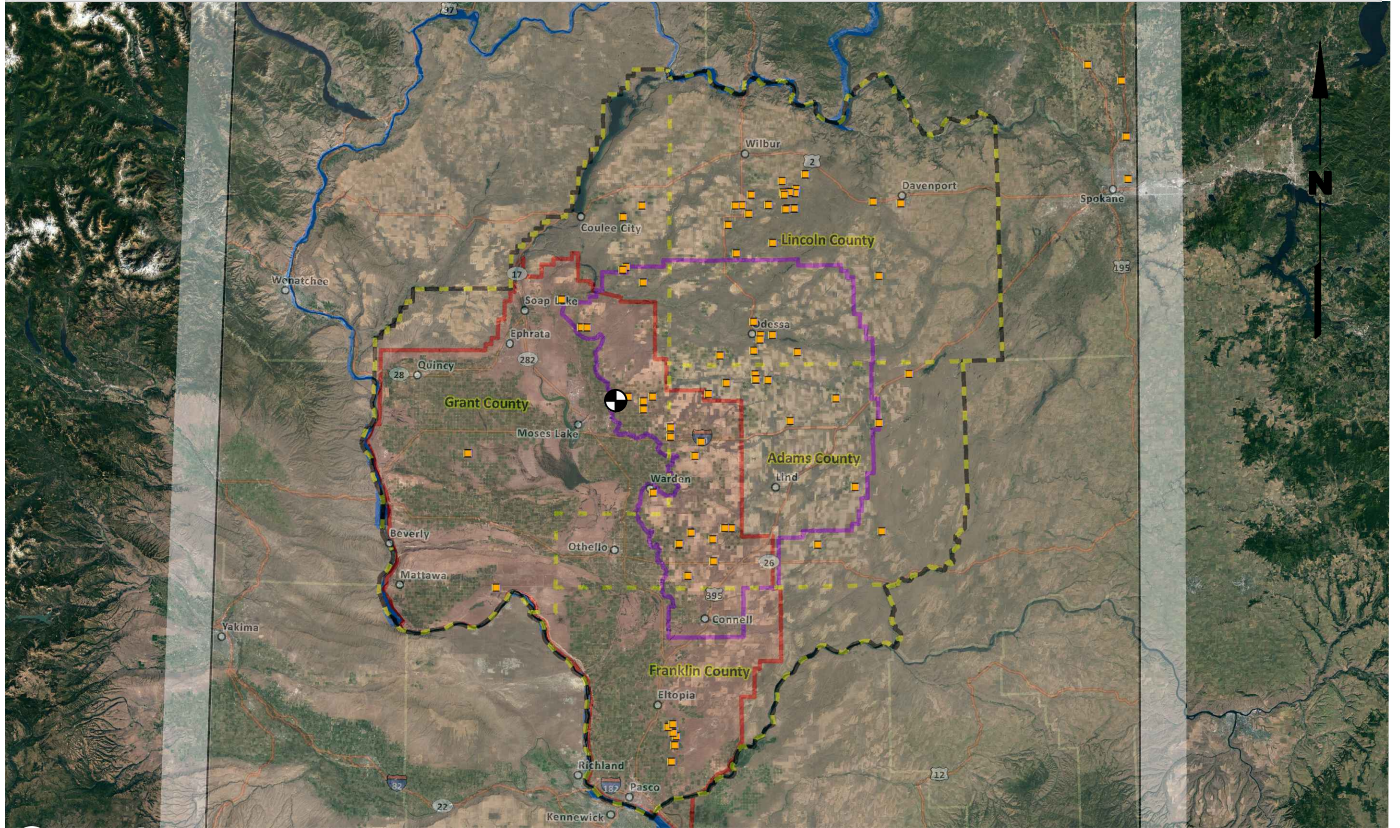 17
Wilbur
2
Davenport
Spokane
N
Coulee City
Lincoln County
195
17
Wenatchee
Soap Lake
Odessa
Ephrata
282
Quincy
28
Grant County
Moses Lake
Adams County
Warden
Lind
Beverly
Othello
26
Mattawa
395
Connell
Yakima
Franklin County
Eltopia
Richland
12
82
182
Pasco
22
Kennewick